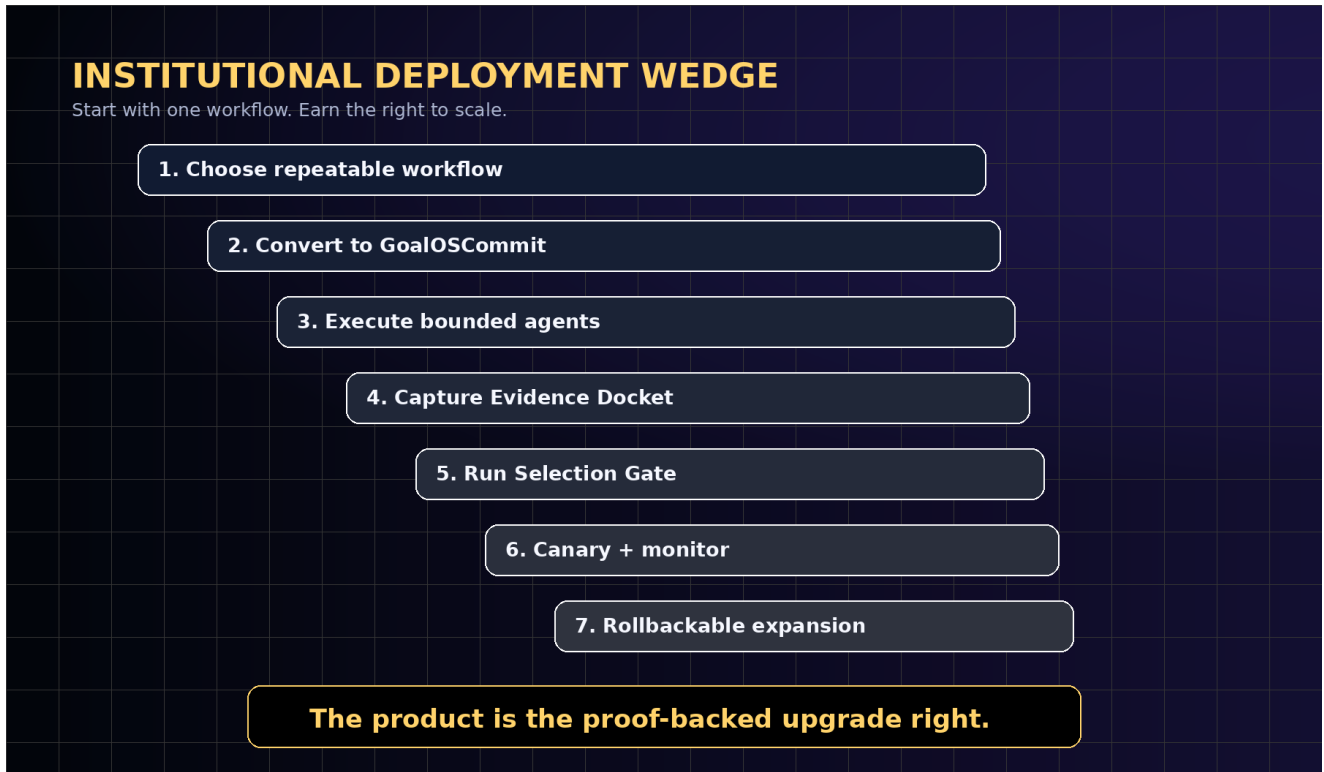 INSTITUTIONAL DEPLOYMENT WEDGE
Start with one workflow. Earn the right to scale.
1. Choose repeatable workflow
2. Convert to GoalOSCommit
3. Execute bounded agents
4. Capture Evidence Docket
5. Run Selection Gate
6. Canary + monitor
7. Rollbackable expansion
The product is the proof-backed upgrade right.